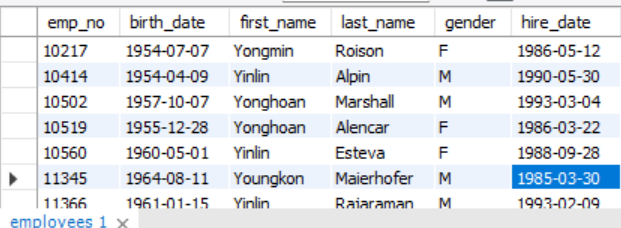 emp_no birth_date first_name last_name gender hire_date
10217 1954-07-07 Yongmin Roison F 1986-05-12
10414 1954-04-09 Yinlin Alpin M 1990-05-30
10502 1957-10-07 Yonghoan Marshall M 1993-03-04
10519 1955-12-28 Yonghoan Alencar F 1986-03-22
10560 1960-05-01 Yinlin Esteva F 1988-09-28
11345 1964-08-11 Youngkon Maierhofer M 1985-03-30
11366 1961-01-15 Yinlin Rajaraman M 1993-02-09
employees 1